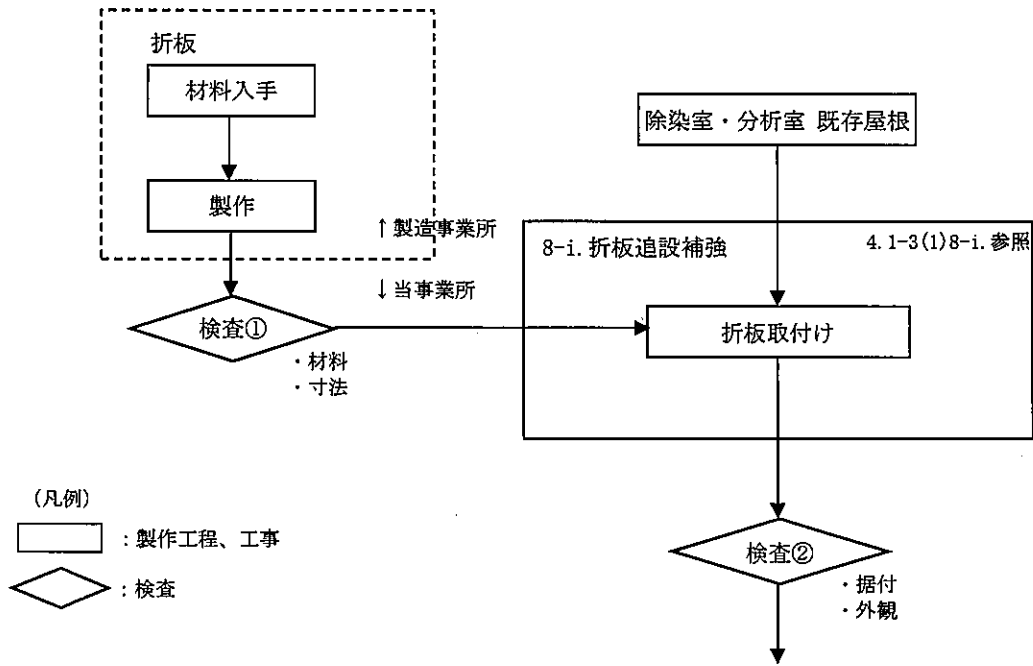 折板
材料入手
製作
↑製造事業所
↓当事業所
検査①
・材料
・寸法
除染室・分析室 既存屋根
8-i.折板追設補強
4.1-3(1)8-i.参照
折板取付け
検査②
・据付
・外観
(凡例)
：製作工程、工事
：検査